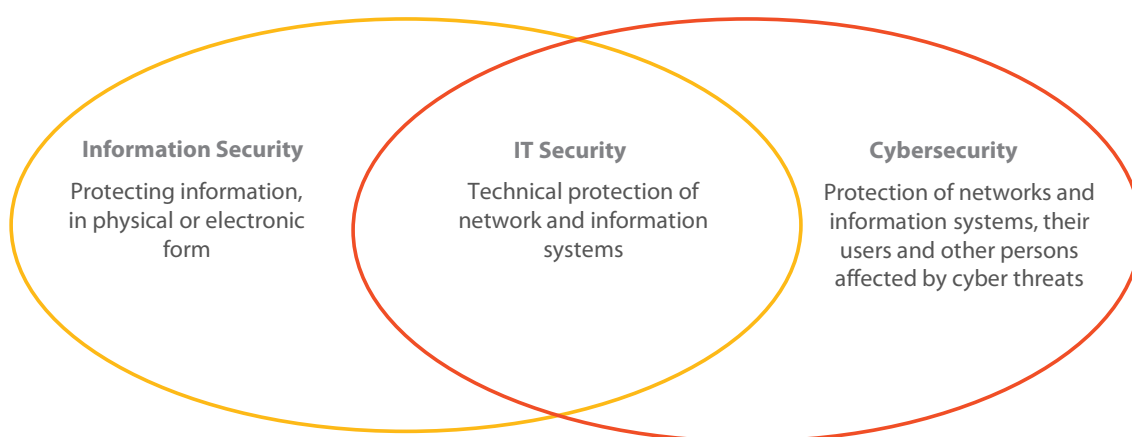 Information Security
Protecting information,
in physical or electronic
form
IT Security
Technical protection of
network and information
systems
Cybersecurity
Protection of networks and
information systems, their
users and other persons
affected by cyber threats